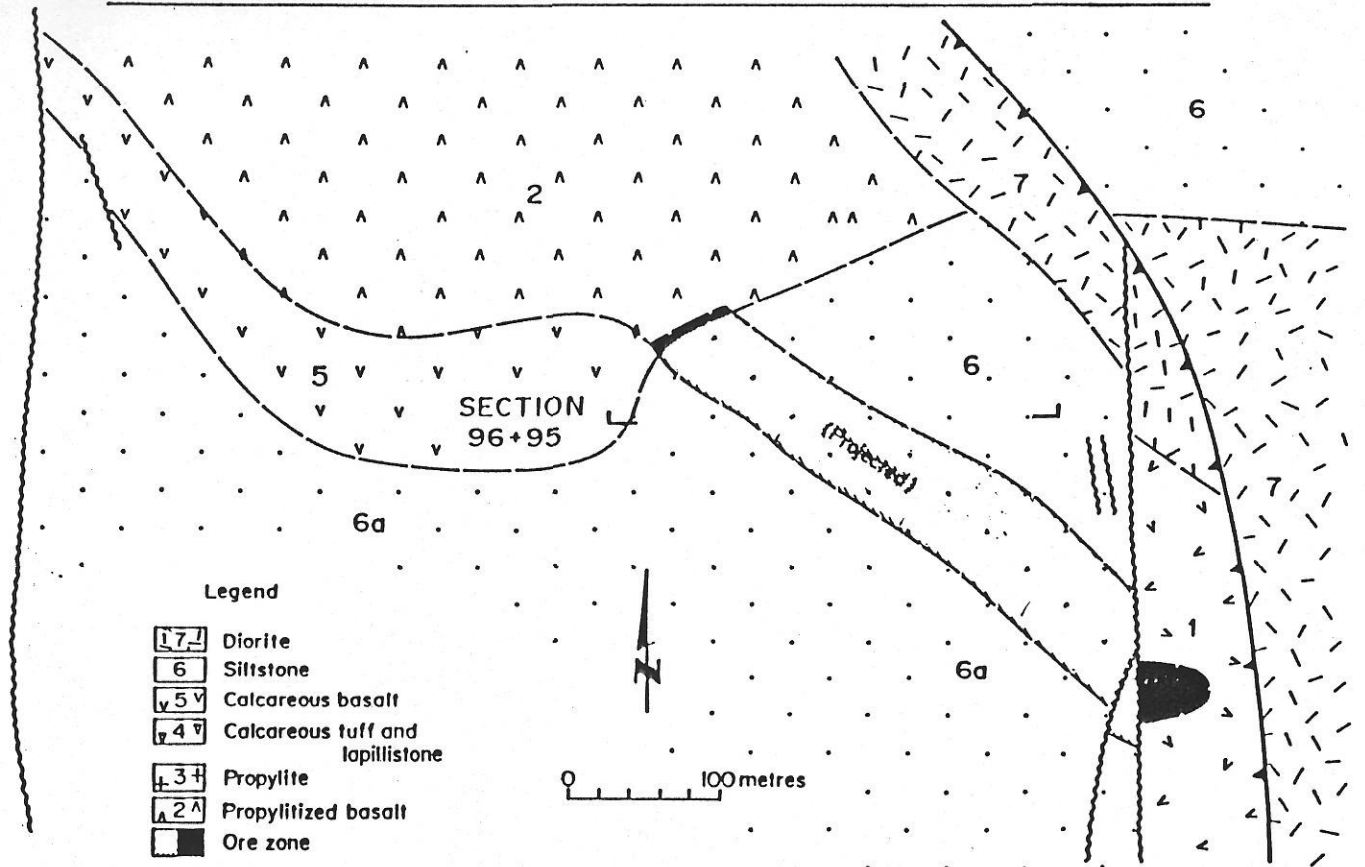 6
7
2
5
6
SECTION
96+95
(Projected)
7
6a
Legend
1
7 Diorite
6a
6 Siltstone
5 Calcareous basalt
4 Calcareous tuff and
lapillistone
3 Propylite
0 100 metres
2 Propylitized basalt
Ore zone
N